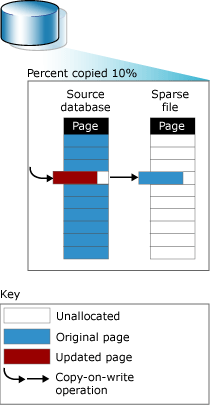 Percent copied 10%
Source database
Sparse file
Page
Page
Key
Unallocated
Original page
Updated page
Copy-on-write operation